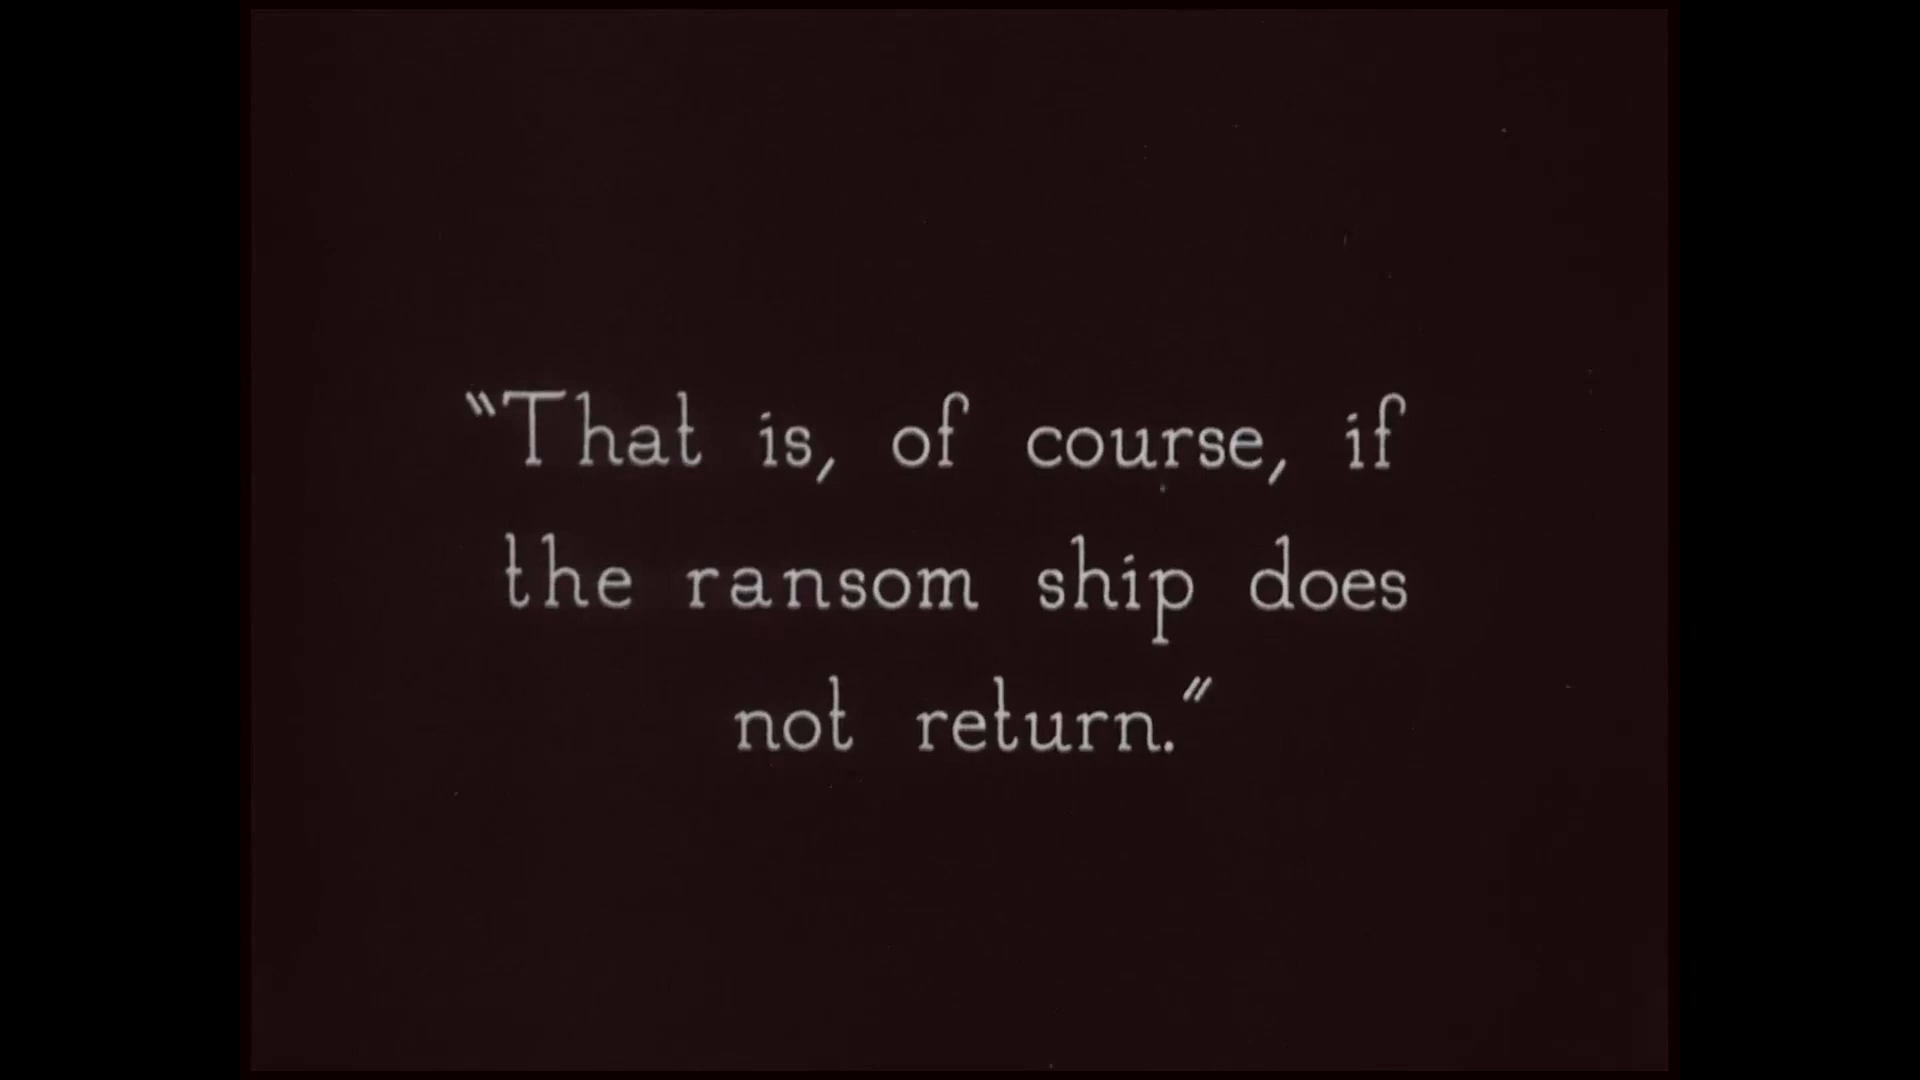 "That is, of course, if
the ransom ship does
not return."